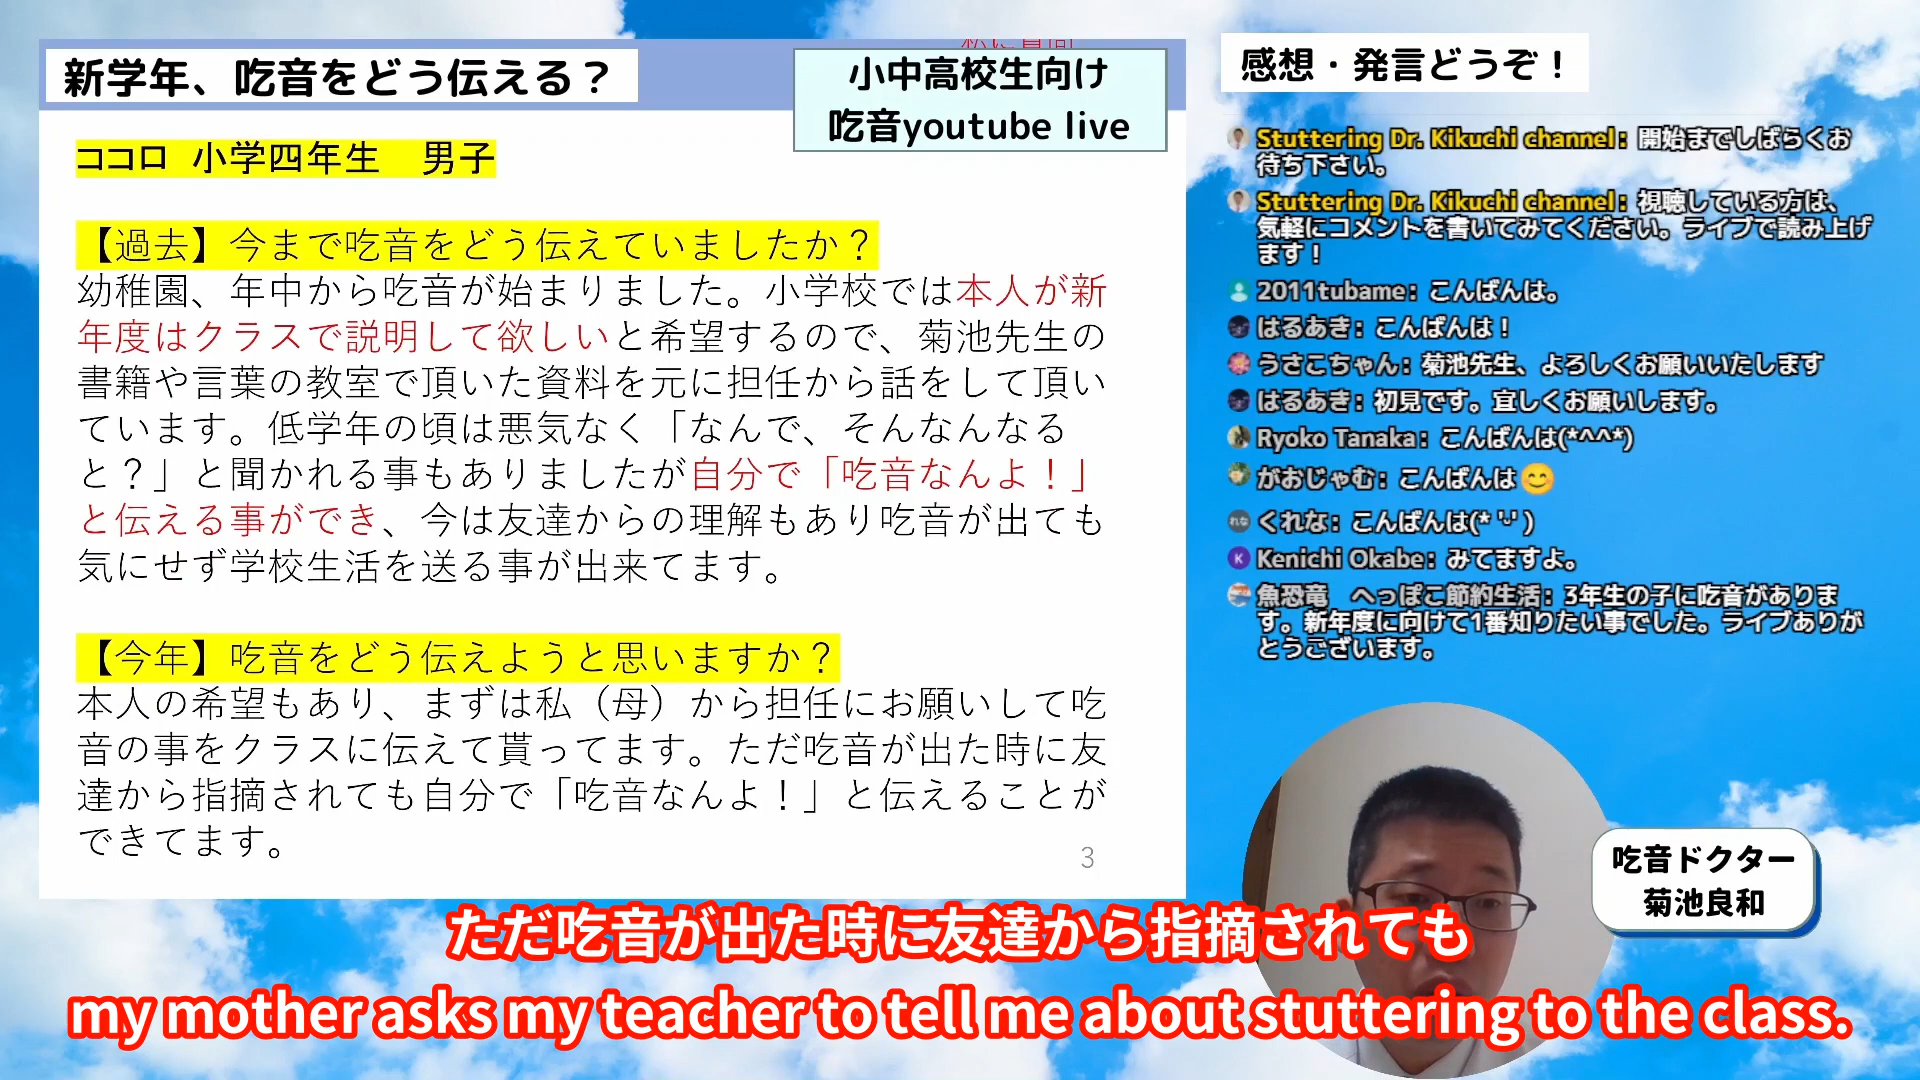 新学年、吃音をどう伝える？
小中高校生向け
吃音youtube live
ココロ 小学四年生　男子
【過去】今まで吃音をどう伝えていましたか？
幼稚園、年中から吃音が始まりました。小学校では本人が新
年度はクラスで説明して欲しいと希望するので、菊池先生の
書籍や言葉の教室で頂いた資料を元に担任から話をして頂い
ています。低学年の頃は悪気なく「なんで、そんなんなる
と？」と聞かれる事もありましたが自分で「吃音なんよ！」
と伝える事ができ、今は友達からの理解もあり吃音が出ても
気にせず学校生活を送る事が出来てます。
【今年】吃音をどう伝えようと思いますか？
本人の希望もあり、まずは私（母）から担任にお願いして吃
音の事をクラスに伝えて貰ってます。ただ吃音が出た時に友
達から指摘されても自分で「吃音なんよ！」と伝えることが
できてます。
3
感想・発言どうぞ！
Stuttering Dr. Kikuchi channel: 開始までしばらくお
待ち下さい。
Stuttering Dr. Kikuchi channel: 視聴している方は、
気軽にコメントを書いてみてください。ライブで読み上げ
ます！
2011tubame: こんばんは。
はるあき: こんばんは！
うさこちゃん: 菊池先生、よろしくお願いいたします
はるあき: 初見です。宜しくお願いします。
Ryoko Tanaka: こんばんは(*^^*)
がおじゃむ: こんばんは😊
くれな: こんばんは(* 'ᵕ' )
K Kenichi Okabe: みてますよ。
魚恐竜　へっぽこ節約生活: 3年生の子に吃音がありま
す。新年度に向けて1番知りたい事でした。ライブありが
とうございます。
吃音ドクター
菊池良和
ただ吃音が出た時に友達から指摘されても
my mother asks my teacher to tell me about stuttering to the class.